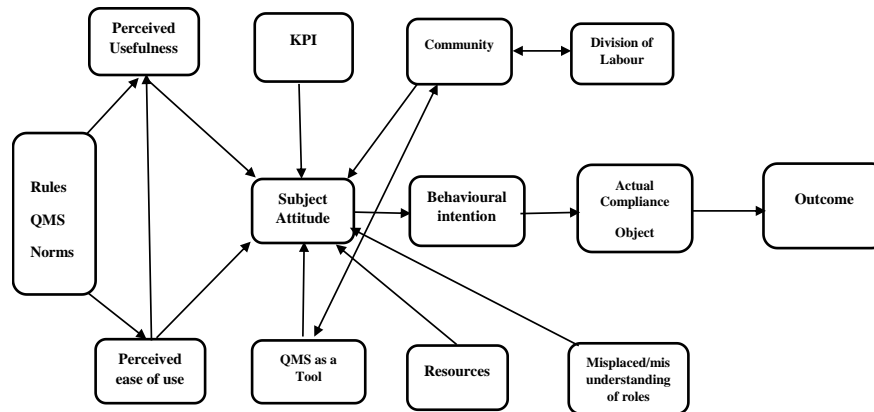 Perceived
Usefulness
KPI
Community
Division of
Labour
Rules
QMS
Norms
Subject
Attitude
Behavioural
intention
Actual
Compliance
Object
Outcome
Perceived
ease of use
QMS as a
Tool
Resources
Misplaced/mis
understanding
of roles